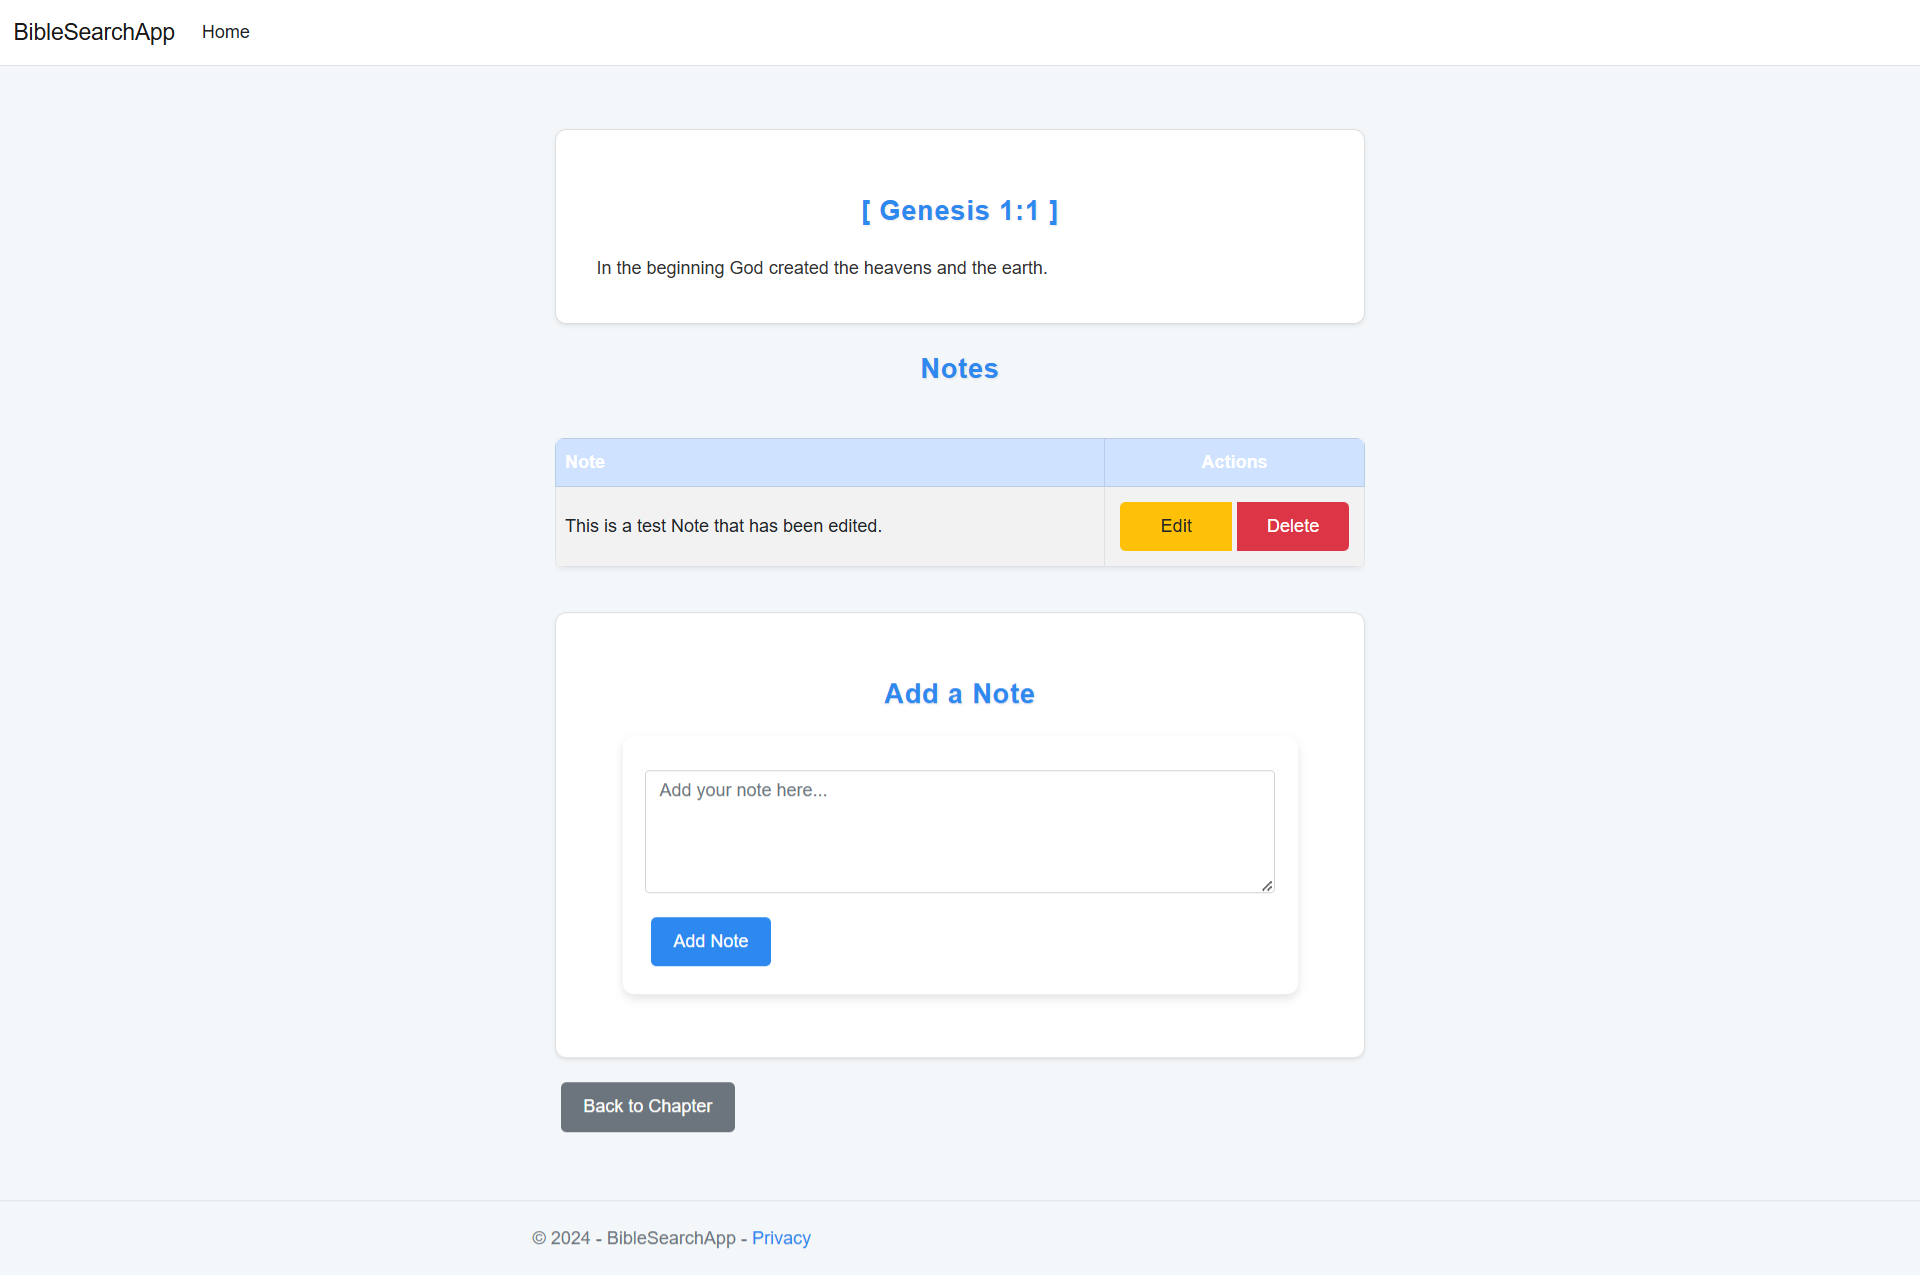 BibleSearchApp Home
[ Genesis 1:1 ]
In the beginning God created the heavens and the earth.
Notes
Note Actions
This is a test Note that has been edited. Edit Delete
Add a Note
Add your note here...
Add Note
Back to Chapter
© 2024 - BibleSearchApp - Privacy